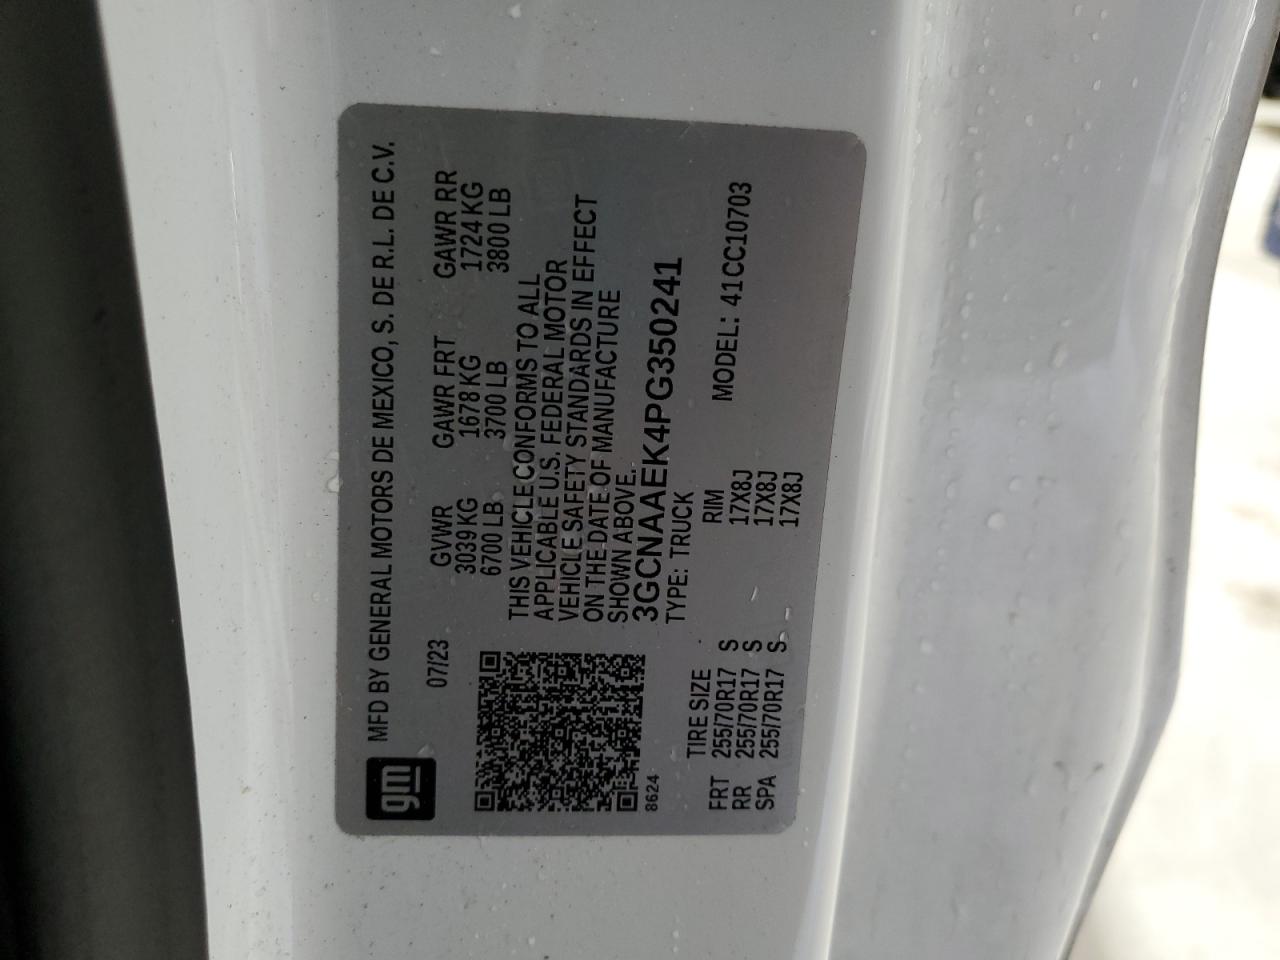 gm MFD BY GENERAL MOTORS DE MEXICO, S. DE R.L. DE C.V.
07/23
GVWR GAWR FRT GAWR RR
3039 KG 1678 KG 1724 KG
6700 LB 3700 LB 3800 LB
THIS VEHICLE CONFORMS TO ALL
APPLICABLE U.S. FEDERAL MOTOR
VEHICLE SAFETY STANDARDS IN EFFECT
ON THE DATE OF MANUFACTURE
SHOWN ABOVE.
3GCNAAEK4PG350241
8624
TYPE: TRUCK
TIRE SIZE RIM MODEL: 41CC10703
FRT 255/70R17 S 17X8J
RR 255/70R17 S 17X8J
SPA 255/70R17 S 17X8J